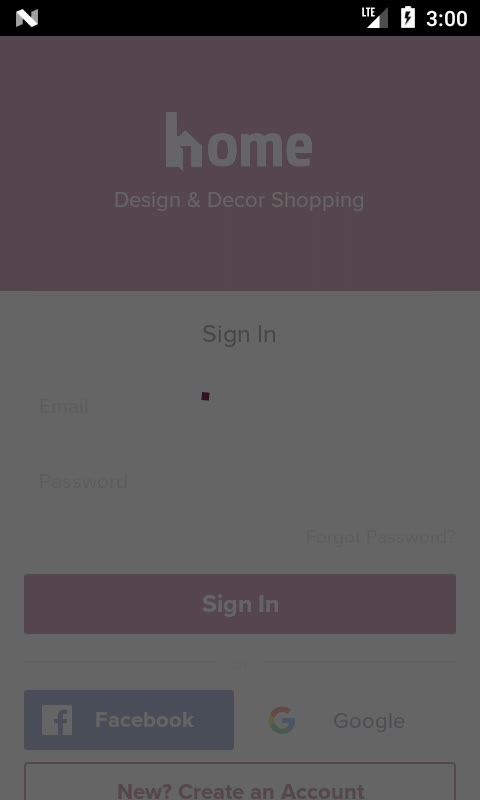 LTE 3:00
home
Design & Decor Shopping
Sign In
Email
Password
Forgot Password?
Sign In
or
Facebook Google
New? Create an Account